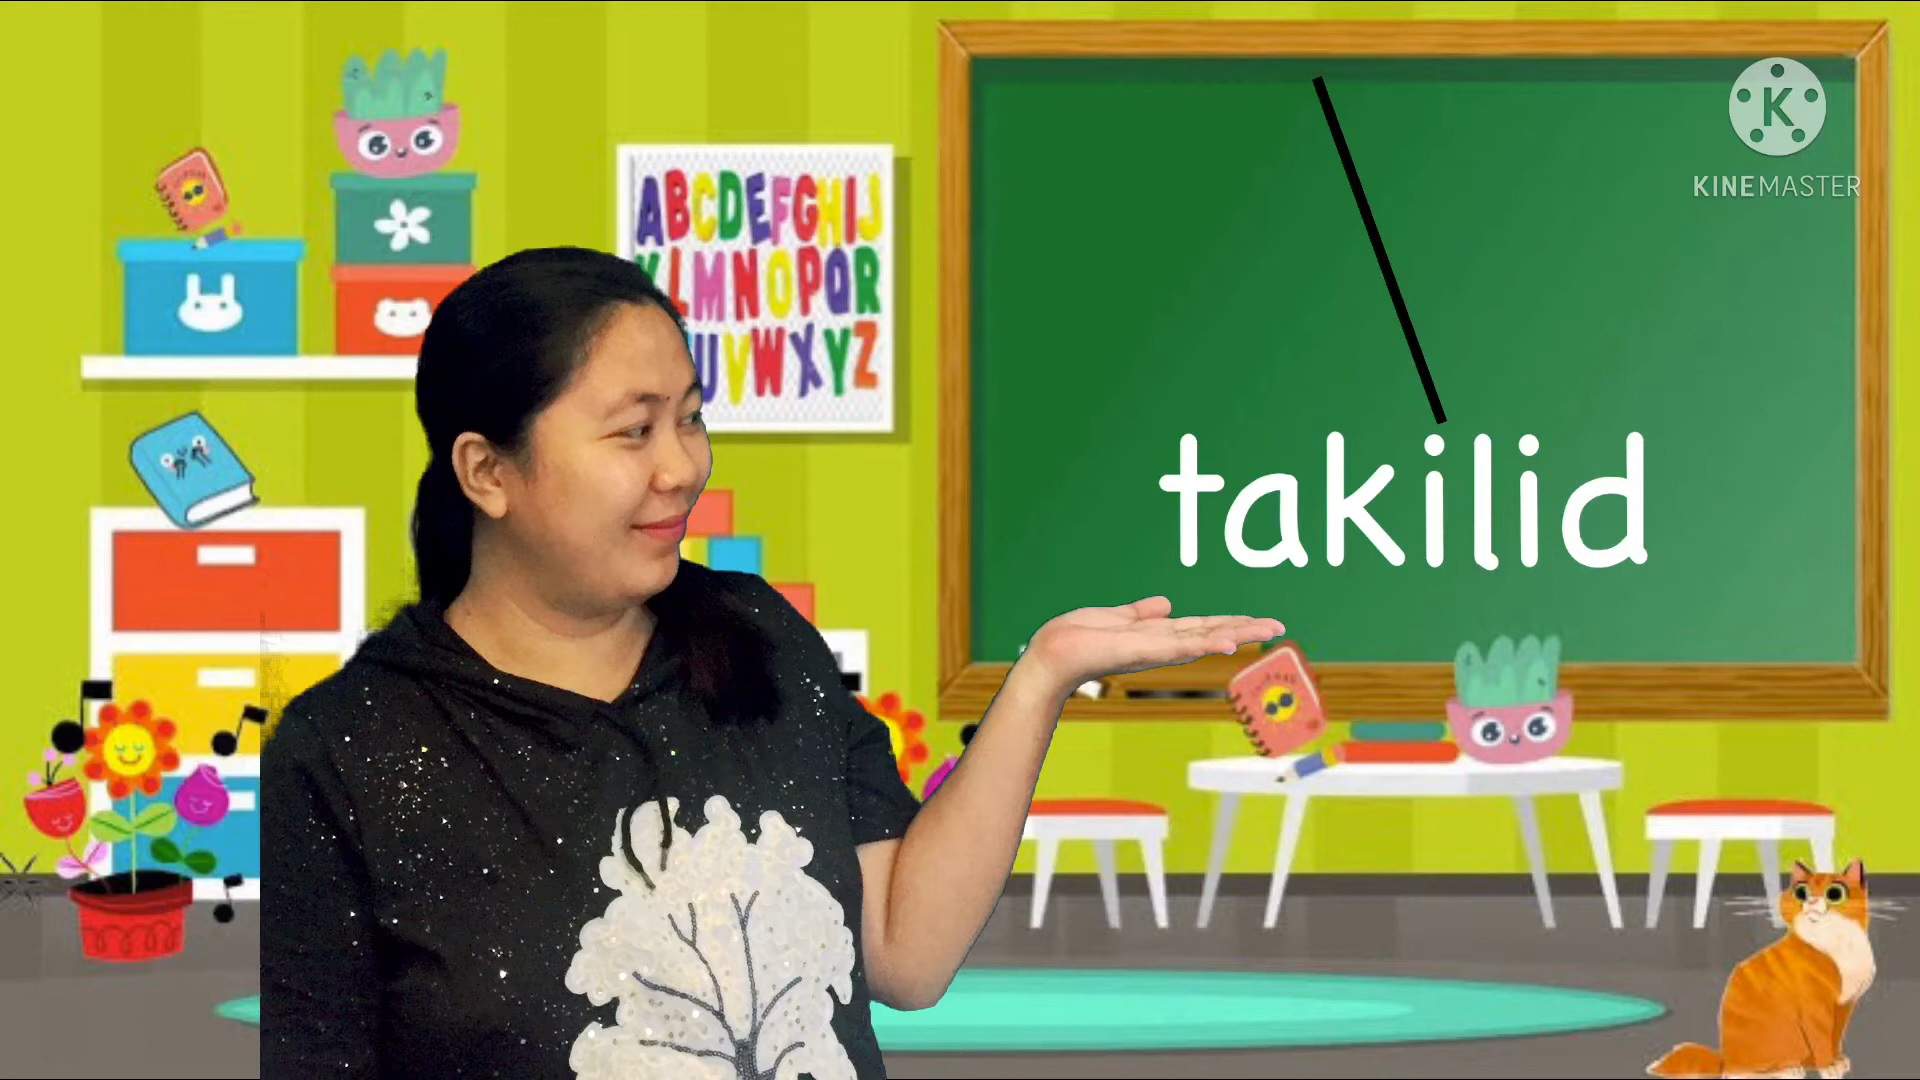 ABCDEFGHIJ
KLMNOPQR
UVWXYZ
KINEMASTER
takilid